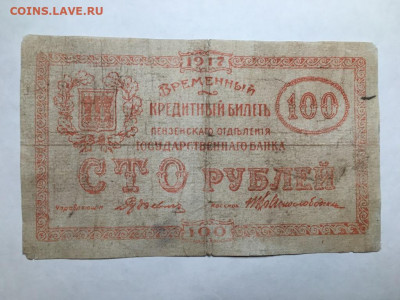 COINS.LAVE.RU
1917
ВРЕМЕННЫЙ
КРЕДИТНЫЙ БИЛЕТЪ
100
ПЕНЗЕНСКАГО ОТДѢЛЕНІЯ
ГОСУДАРСТВЕННАГО БАНКА
СТО РУБЛЕЙ
100